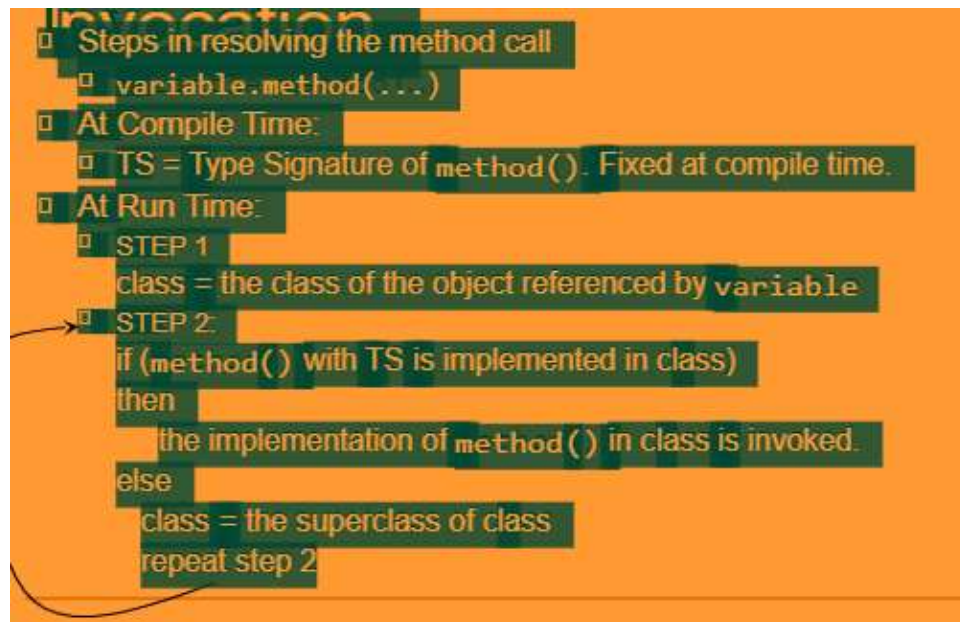 Invocation
Steps in resolving the method call
variable.method(...)
At Compile Time:
TS = Type Signature of method(). Fixed at compile time.
At Run Time:
STEP 1
class = the class of the object referenced by variable
STEP 2:
if (method() with TS is implemented in class)
then
the implementation of method() in class is invoked.
else
class = the superclass of class
repeat step 2